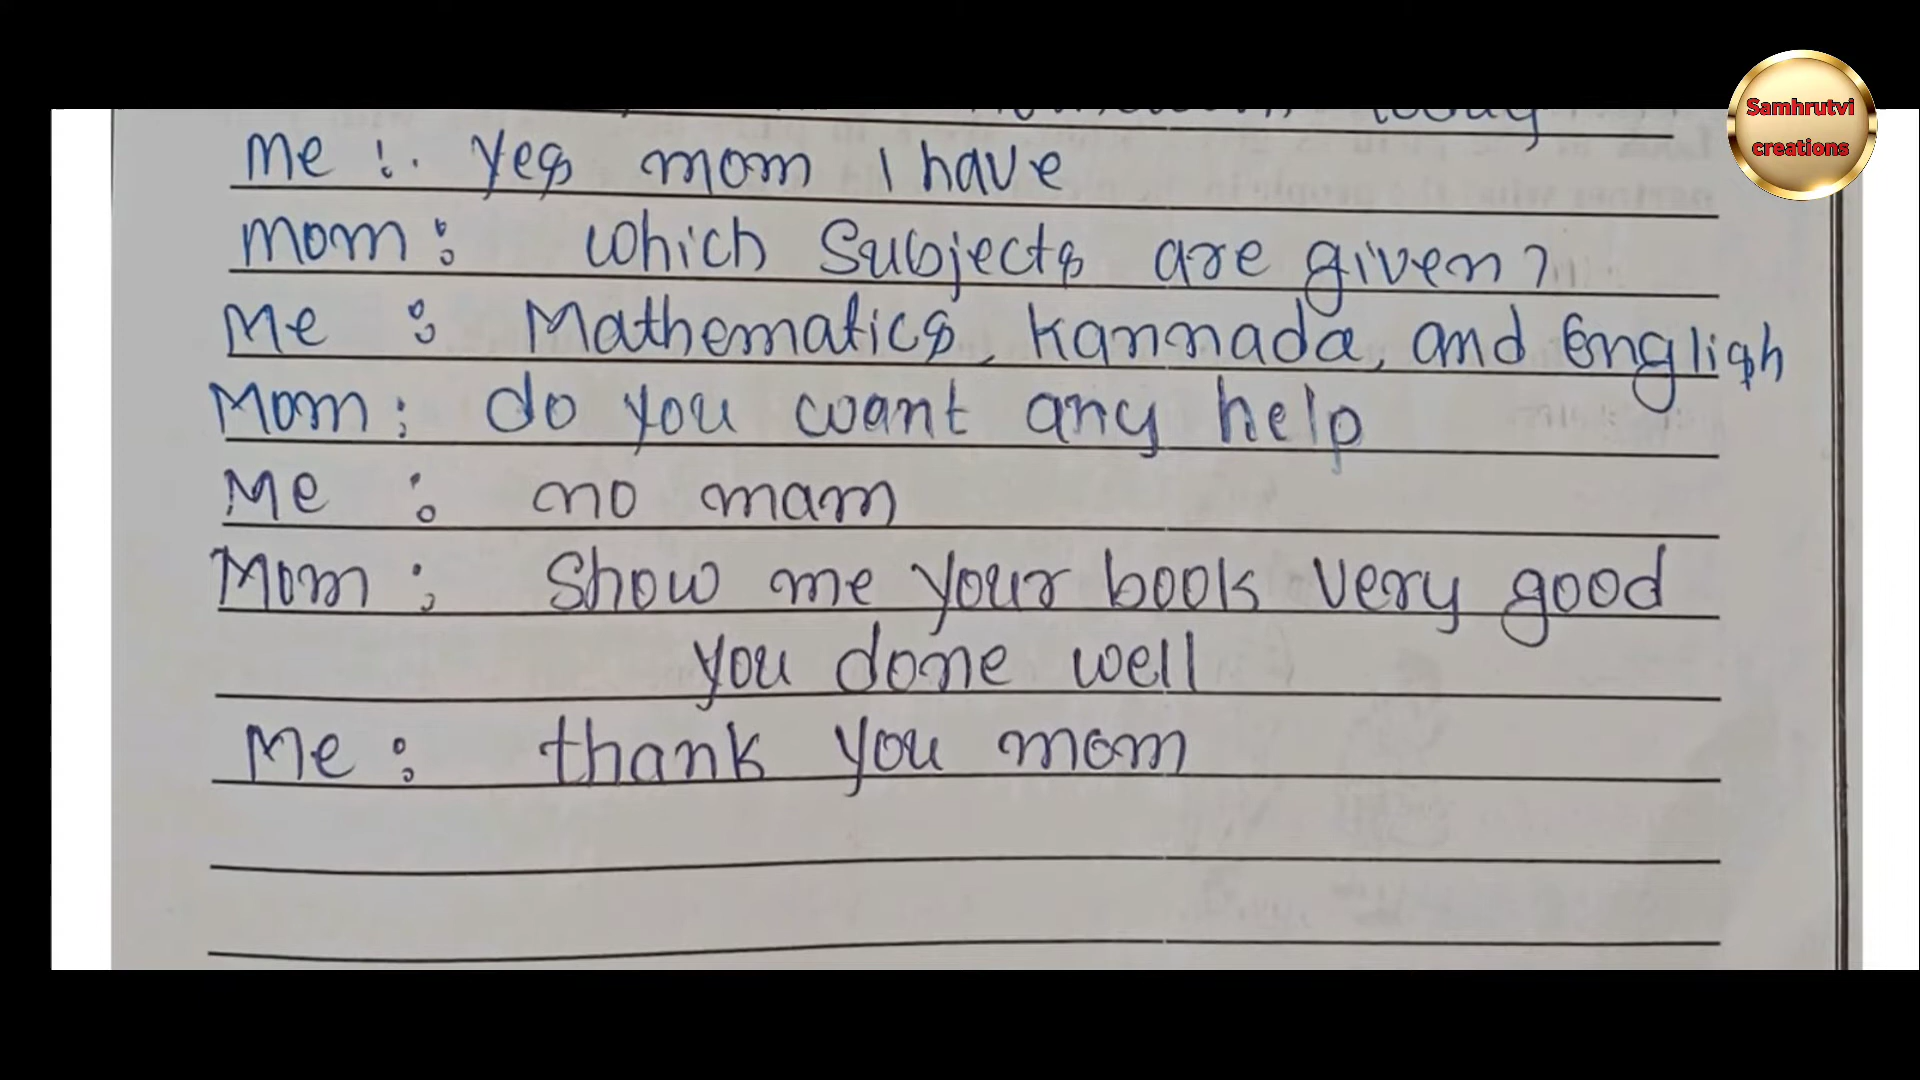 today
Samhrutvi
creations
Me : Yes mom I have
Mom : which Subjects are given?
Me : Mathematics, Kannada, and English
Mom : do you want any help
Me : no mam
Mom : Show me your book very good
you done well
Me : thank you mom